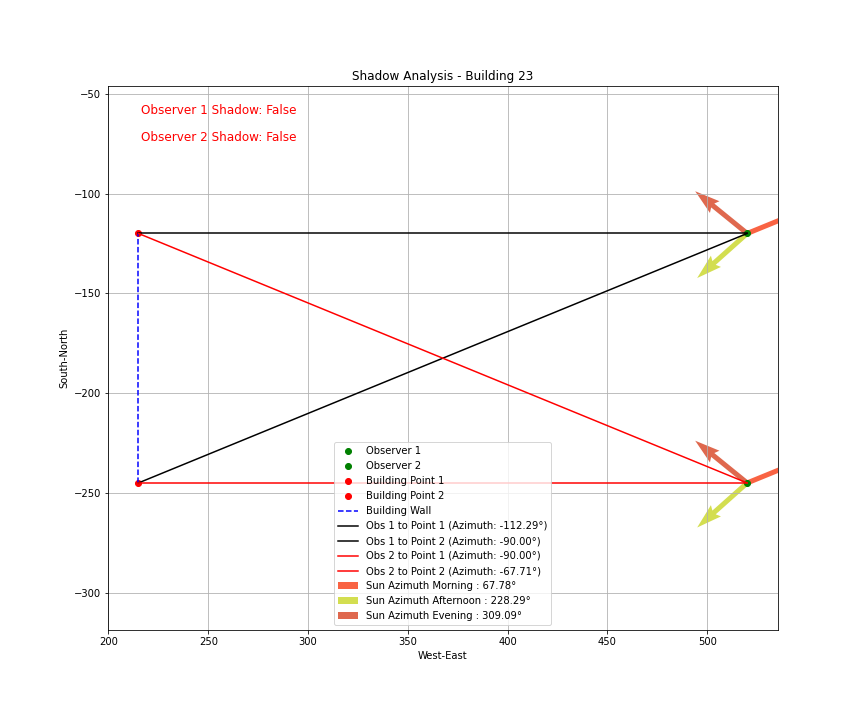 Shadow Analysis - Building 23
Observer 1 Shadow: False
Observer 2 Shadow: False
−50
−100
−150
−200
−250
−300
South-North
Observer 1
Observer 2
Building Point 1
Building Point 2
Building Wall
Obs 1 to Point 1 (Azimuth: -112.29°)
Obs 1 to Point 2 (Azimuth: -90.00°)
Obs 2 to Point 1 (Azimuth: -90.00°)
Obs 2 to Point 2 (Azimuth: -67.71°)
Sun Azimuth Morning : 67.78°
Sun Azimuth Afternoon : 228.29°
Sun Azimuth Evening : 309.09°
200 250 300 350 400 450 500
West-East